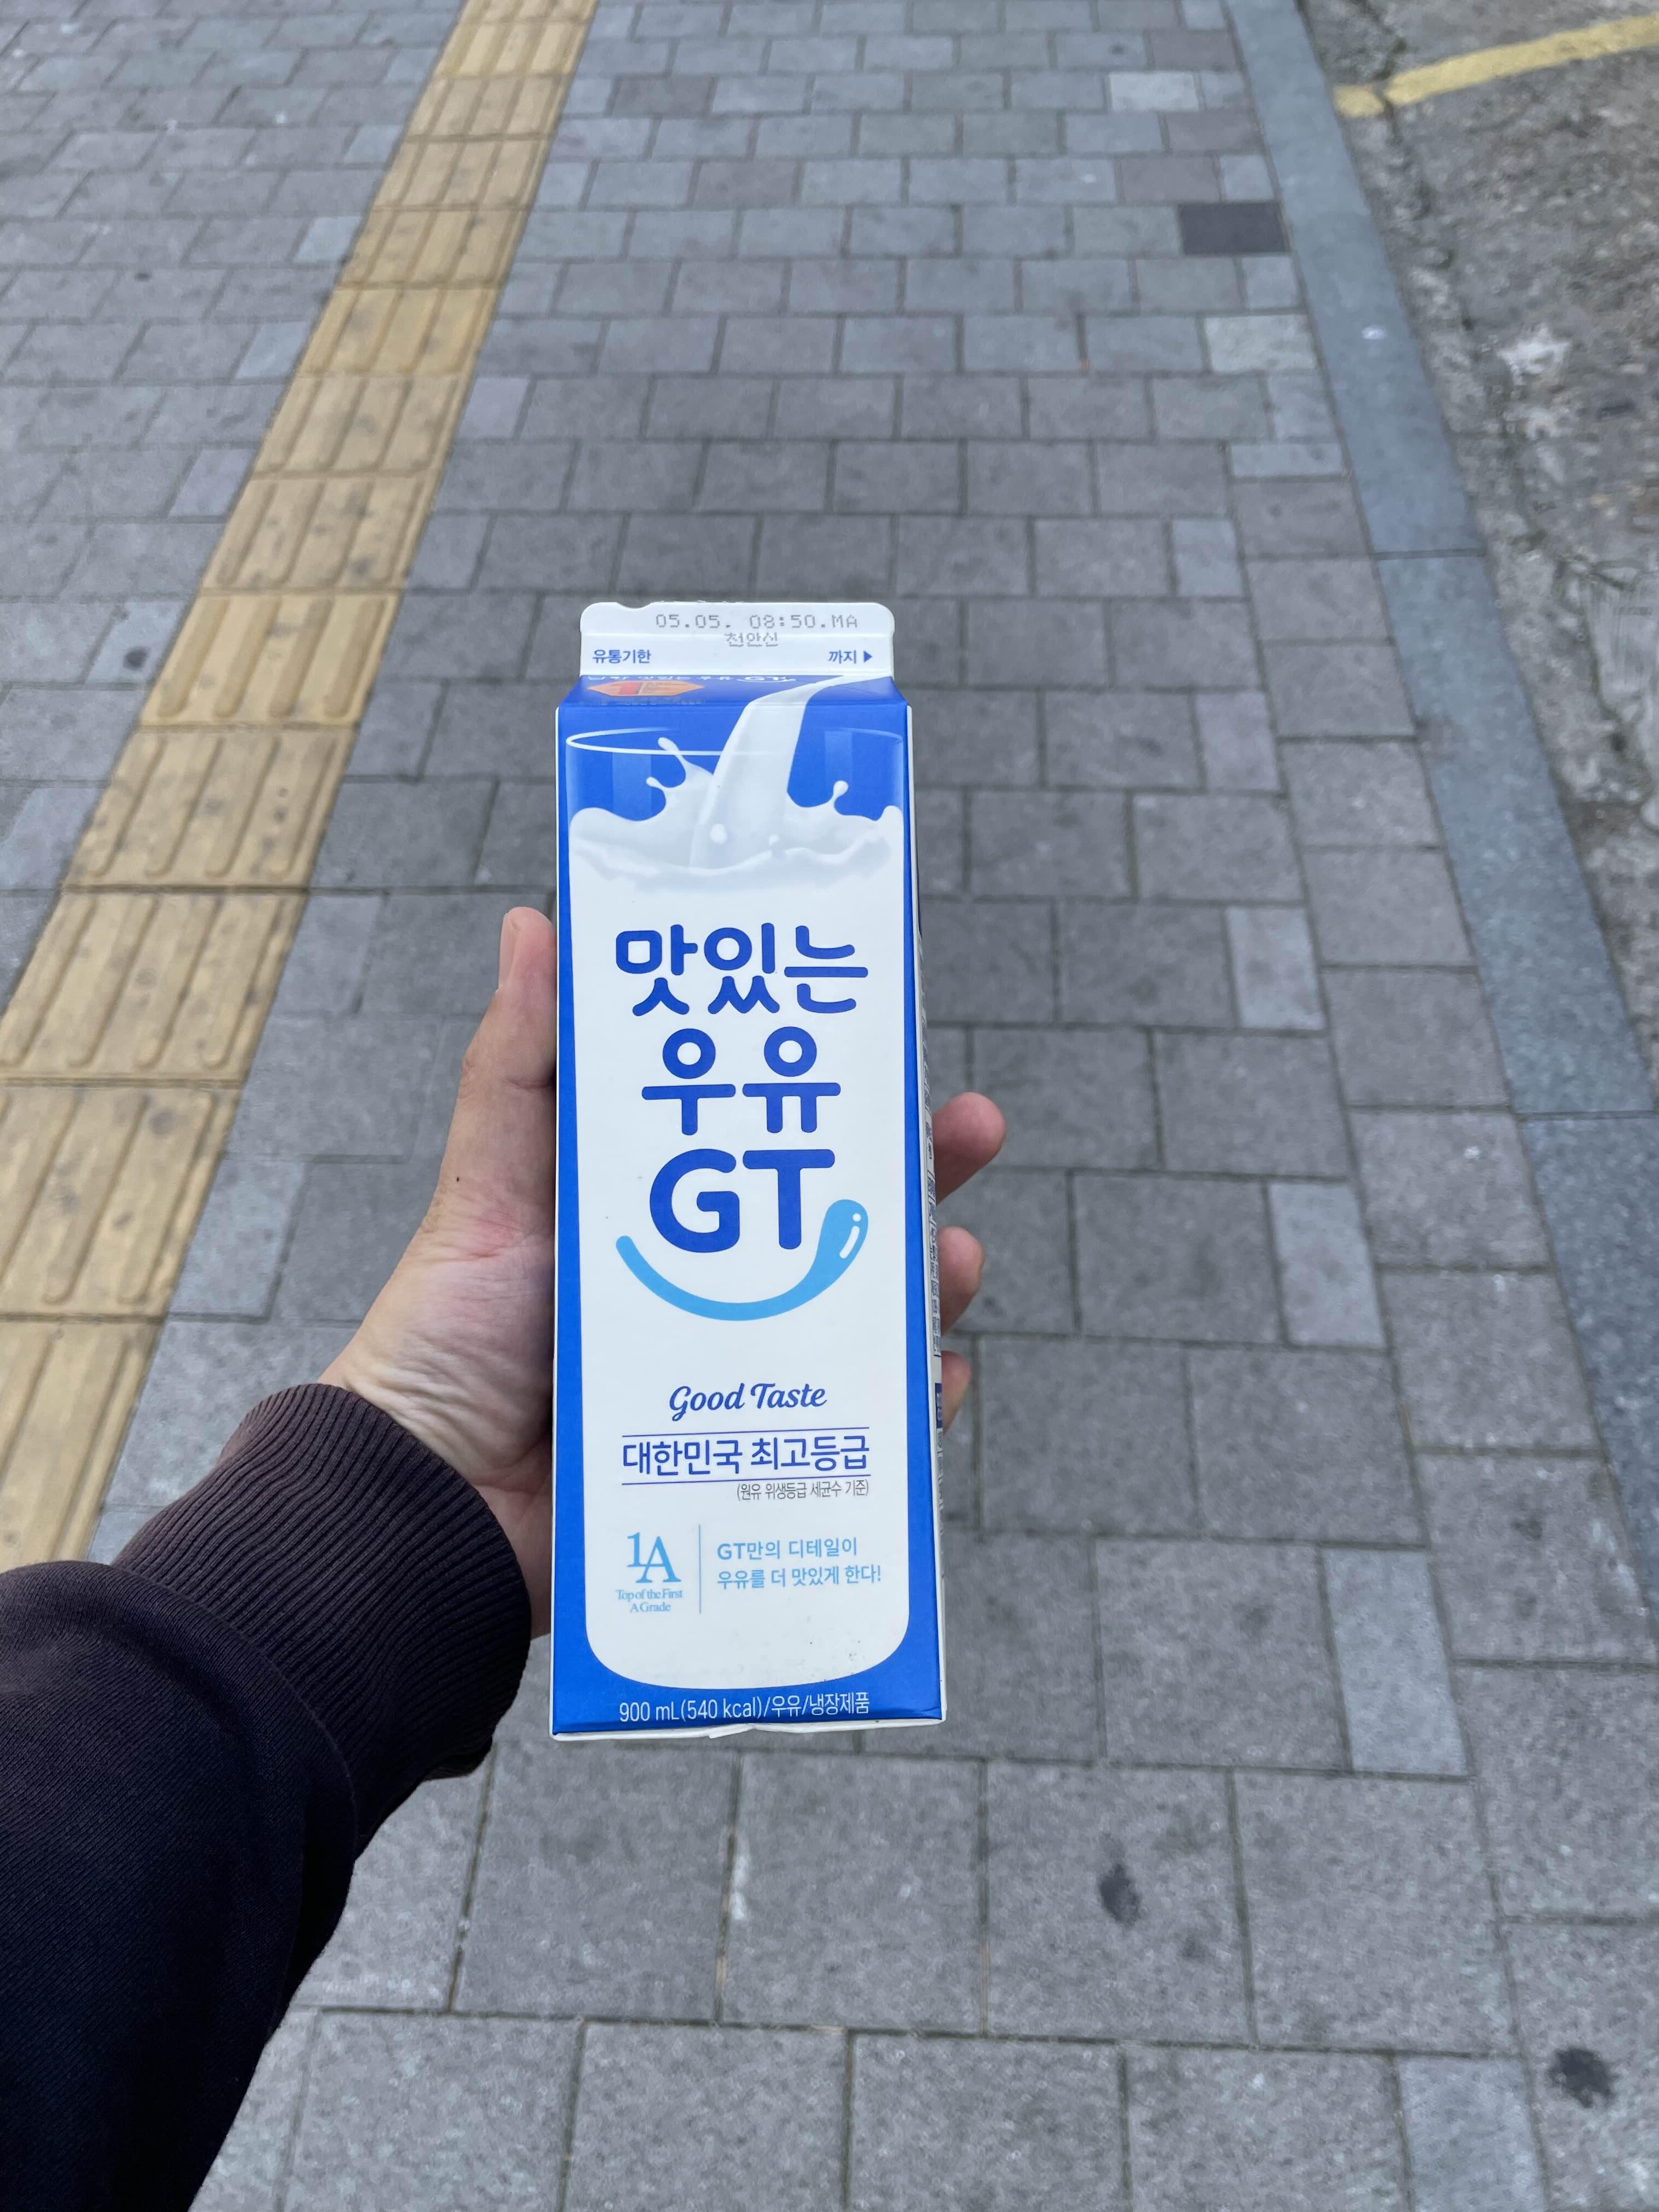 05.05. 08:50.MA
천안신
유통기한 까지 ▶
맛있는
우유
GT
Good Taste
대한민국 최고등급
(원유 위생등급 세균수 기준)
1A
Top of the First
A Grade
GT만의 디테일이
우유를 더 맛있게 한다!
900 mL(540 kcal)/우유/냉장제품